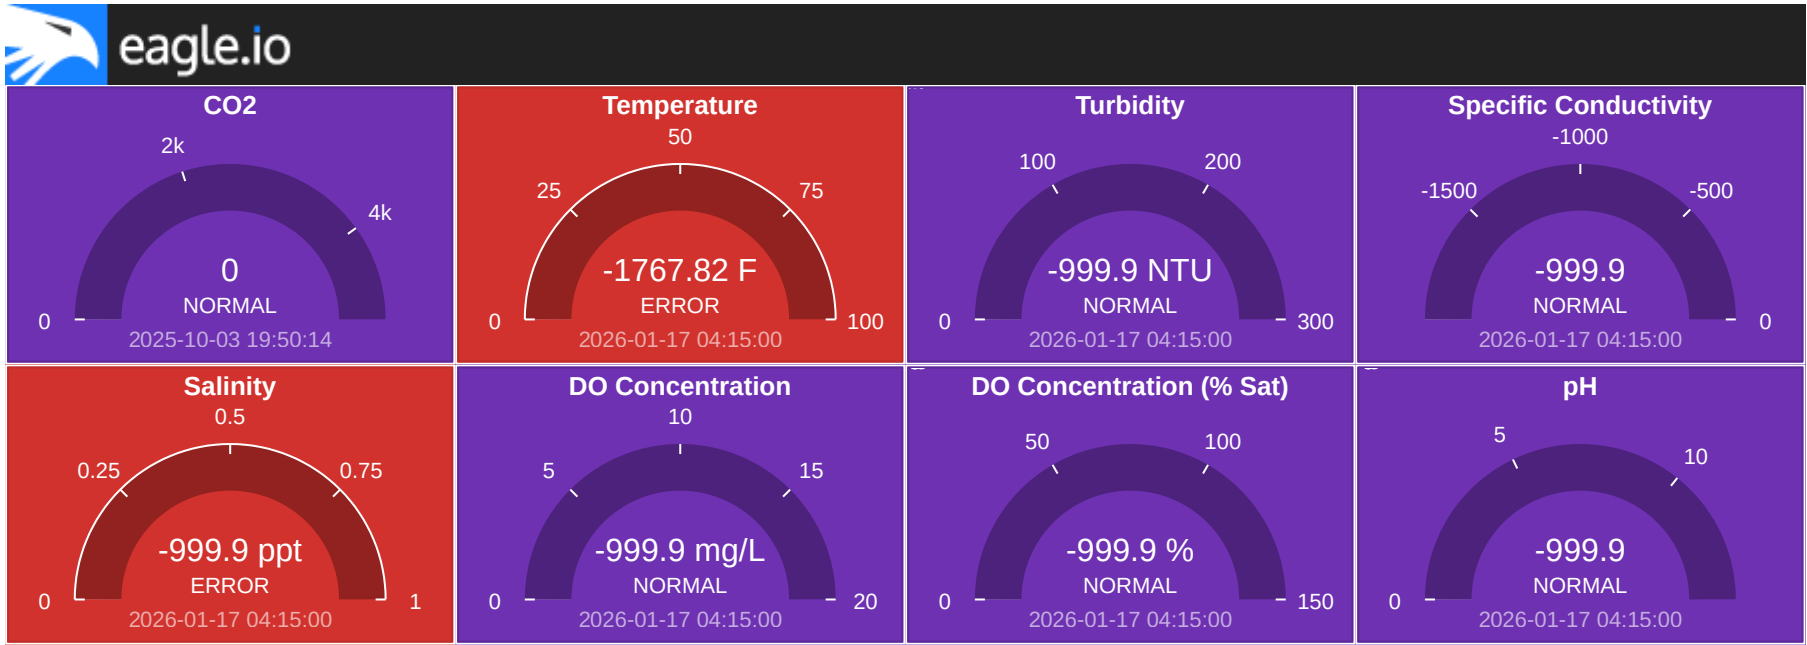 eagle.io
CO2
2k
4k
0
NORMAL
0
2025-10-03 19:50:14
Temperature
50
25
75
-1767.82 F
ERROR
0
100
2026-01-17 04:15:00
Turbidity
100
200
-999.9 NTU
NORMAL
0
300
2026-01-17 04:15:00
Specific Conductivity
-1000
-1500
-500
-999.9
NORMAL
0
2026-01-17 04:15:00
Salinity
0.5
0.25
0.75
-999.9 ppt
ERROR
0
1
2026-01-17 04:15:00
DO Concentration
10
5
15
-999.9 mg/L
NORMAL
0
20
2026-01-17 04:15:00
DO Concentration (% Sat)
50
100
-999.9 %
NORMAL
0
150
2026-01-17 04:15:00
pH
5
10
-999.9
NORMAL
0
2026-01-17 04:15:00